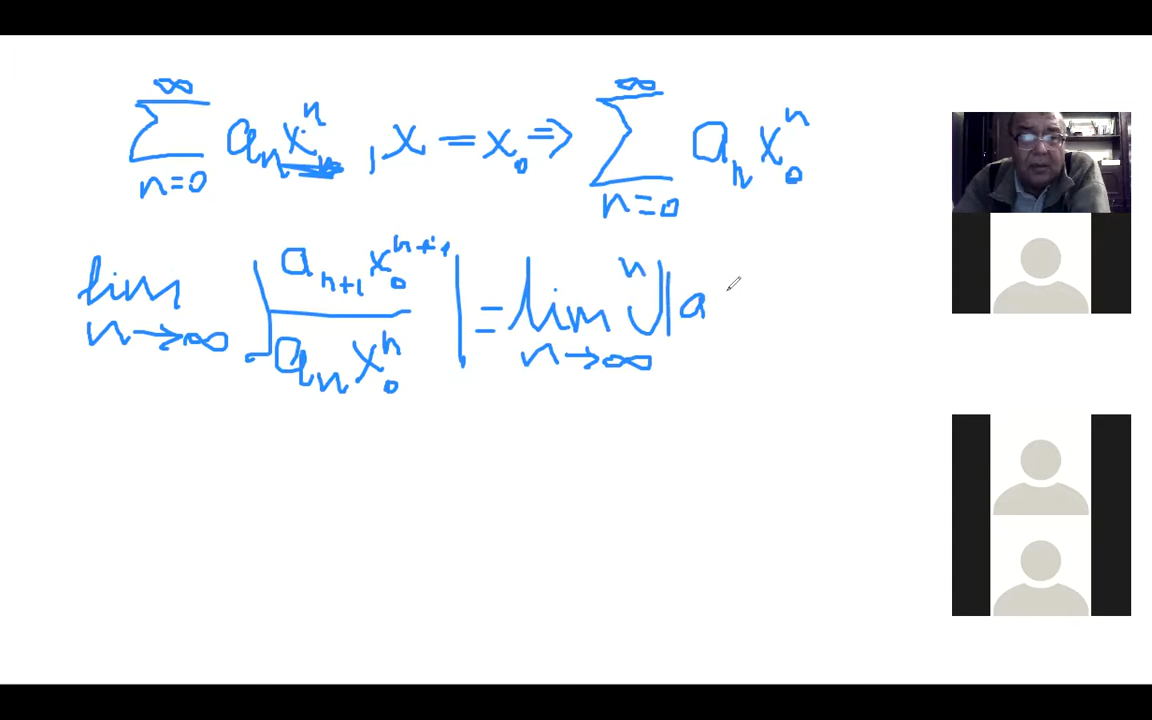 ∑_{n=0}^{∞} a_n x^n, x = x_0 ⇒ ∑_{n=0}^{∞} a_n x_0^n
lim_{n→∞} | a_{n+1} x_0^{n+1} / a_n x_0^n | = lim_{n→∞} ⁿ√|a